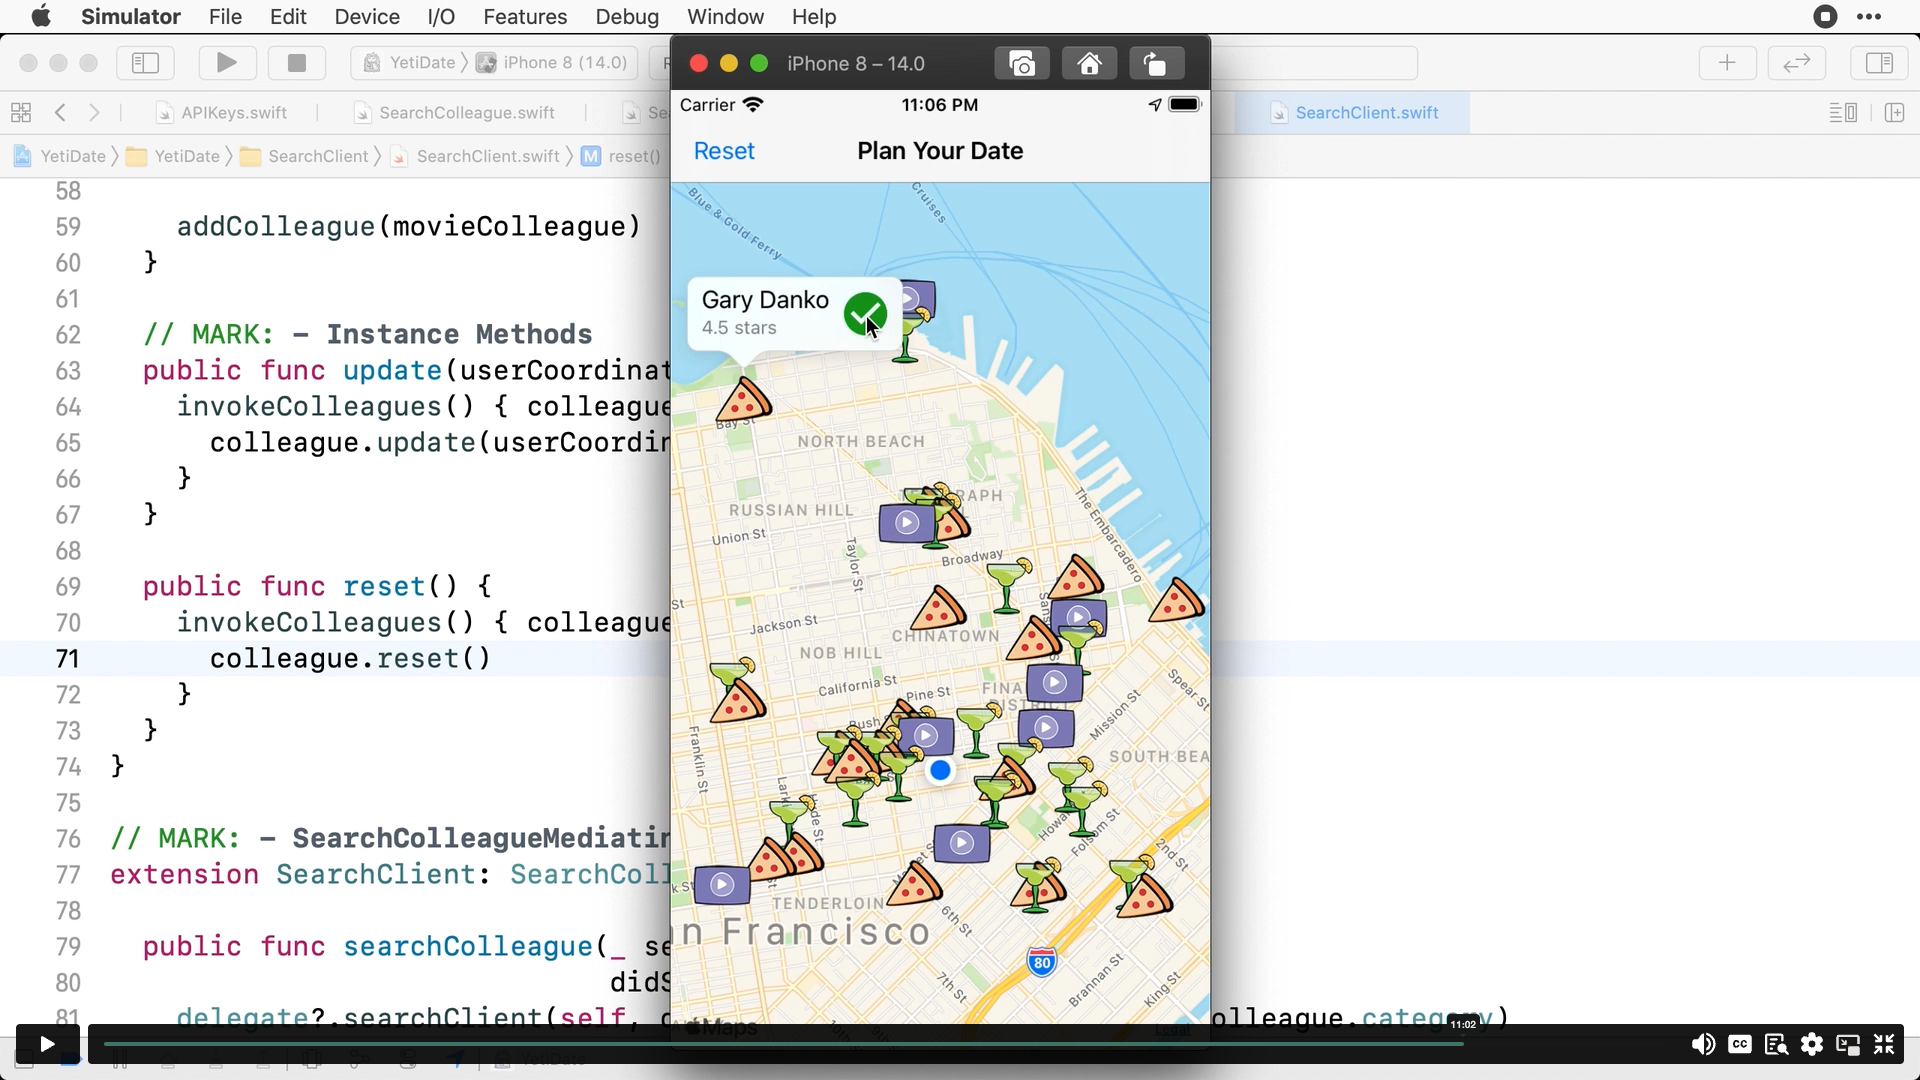 Simulator File Edit Device I/O Features Debug Window Help
YetiDate iPhone 8 (14.0)
iPhone 8 – 14.0
APIKeys.swift SearchColleague.swift SearchClient.swift
Carrier 11:06 PM
YetiDate YetiDate SearchClient SearchClient.swift M reset()
Reset Plan Your Date
58
59 addColleague(movieColleague)
60 }
61
62 // MARK: – Instance Methods
63 public func update(userCoordinat
64 invokeColleagues() { colleague
65 colleague.update(userCoordin
66 }
67 }
68
69 public func reset() {
70 invokeColleagues() { colleague
71 colleague.reset()
72 }
73 }
74 }
75
76 // MARK: – SearchColleagueMediatin
77 extension SearchClient: SearchColl
78
79 public func searchColleague(_ se
80 didS
81 delegate?.searchClient(self, olleague.category)
Blue & Gold Ferry
Cruises
Gary Danko
4.5 stars
Bay St
NORTH BEACH
RUSSIAN HILL
Union St
Taylor St
Broadway
The Embarcadero
Jackson St
CHINATOWN
NOB HILL
California St
Pine St
Bush
Franklin St
Mission St
Spear St
SOUTH BEA
Folsom St
2nd St
TENDERLOIN
6th St
n Francisco
80
7th St
Brannan St
King St
Maps
Legal
11:02
CC
YetiDate